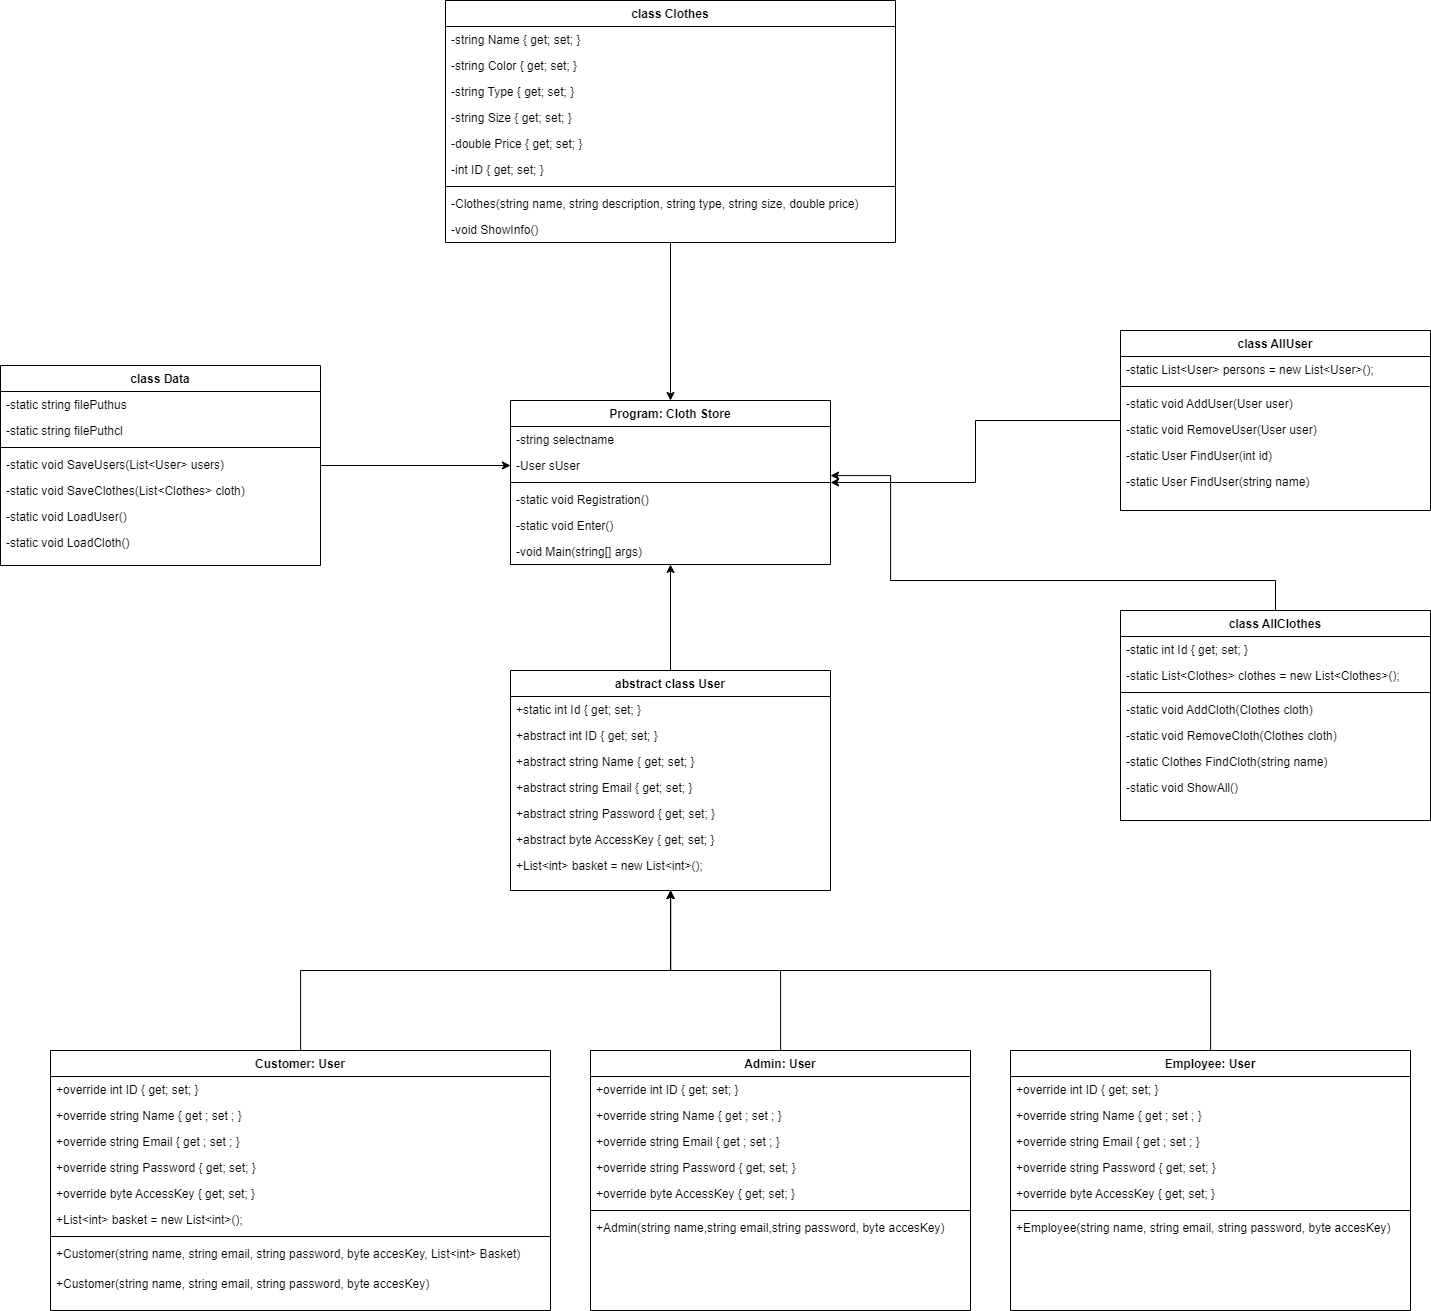 class Clothes
-string Name { get; set; }
-string Color { get; set; }
-string Type { get; set; }
-string Size { get; set; }
-double Price { get; set; }
-int ID { get; set; }
-Clothes(string name, string description, string type, string size, double price)
-void ShowInfo()
class Data
-static string filePuthus
-static string filePuthcl
-static void SaveUsers(List<User> users)
-static void SaveClothes(List<Clothes> cloth)
-static void LoadUser()
-static void LoadCloth()
Program: Cloth Store
-string selectname
-User sUser
-static void Registration()
-static void Enter()
-void Main(string[] args)
class AllUser
-static List<User> persons = new List<User>();
-static void AddUser(User user)
-static void RemoveUser(User user)
-static User FindUser(int id)
-static User FindUser(string name)
class AllClothes
-static int Id { get; set; }
-static List<Clothes> clothes = new List<Clothes>();
-static void AddCloth(Clothes cloth)
-static void RemoveCloth(Clothes cloth)
-static Clothes FindCloth(string name)
-static void ShowAll()
abstract class User
+static int Id { get; set; }
+abstract int ID { get; set; }
+abstract string Name { get; set; }
+abstract string Email { get; set; }
+abstract string Password { get; set; }
+abstract byte AccessKey { get; set; }
+List<int> basket = new List<int>();
Customer: User
+override int ID { get; set; }
+override string Name { get ; set ; }
+override string Email { get ; set ; }
+override string Password { get; set; }
+override byte AccessKey { get; set; }
+List<int> basket = new List<int>();
+Customer(string name, string email, string password, byte accesKey, List<int> Basket)
+Customer(string name, string email, string password, byte accesKey)
Admin: User
+override int ID { get; set; }
+override string Name { get ; set ; }
+override string Email { get ; set ; }
+override string Password { get; set; }
+override byte AccessKey { get; set; }
+Admin(string name,string email,string password, byte accesKey)
Employee: User
+override int ID { get; set; }
+override string Name { get ; set ; }
+override string Email { get ; set ; }
+override string Password { get; set; }
+override byte AccessKey { get; set; }
+Employee(string name, string email, string password, byte accesKey)